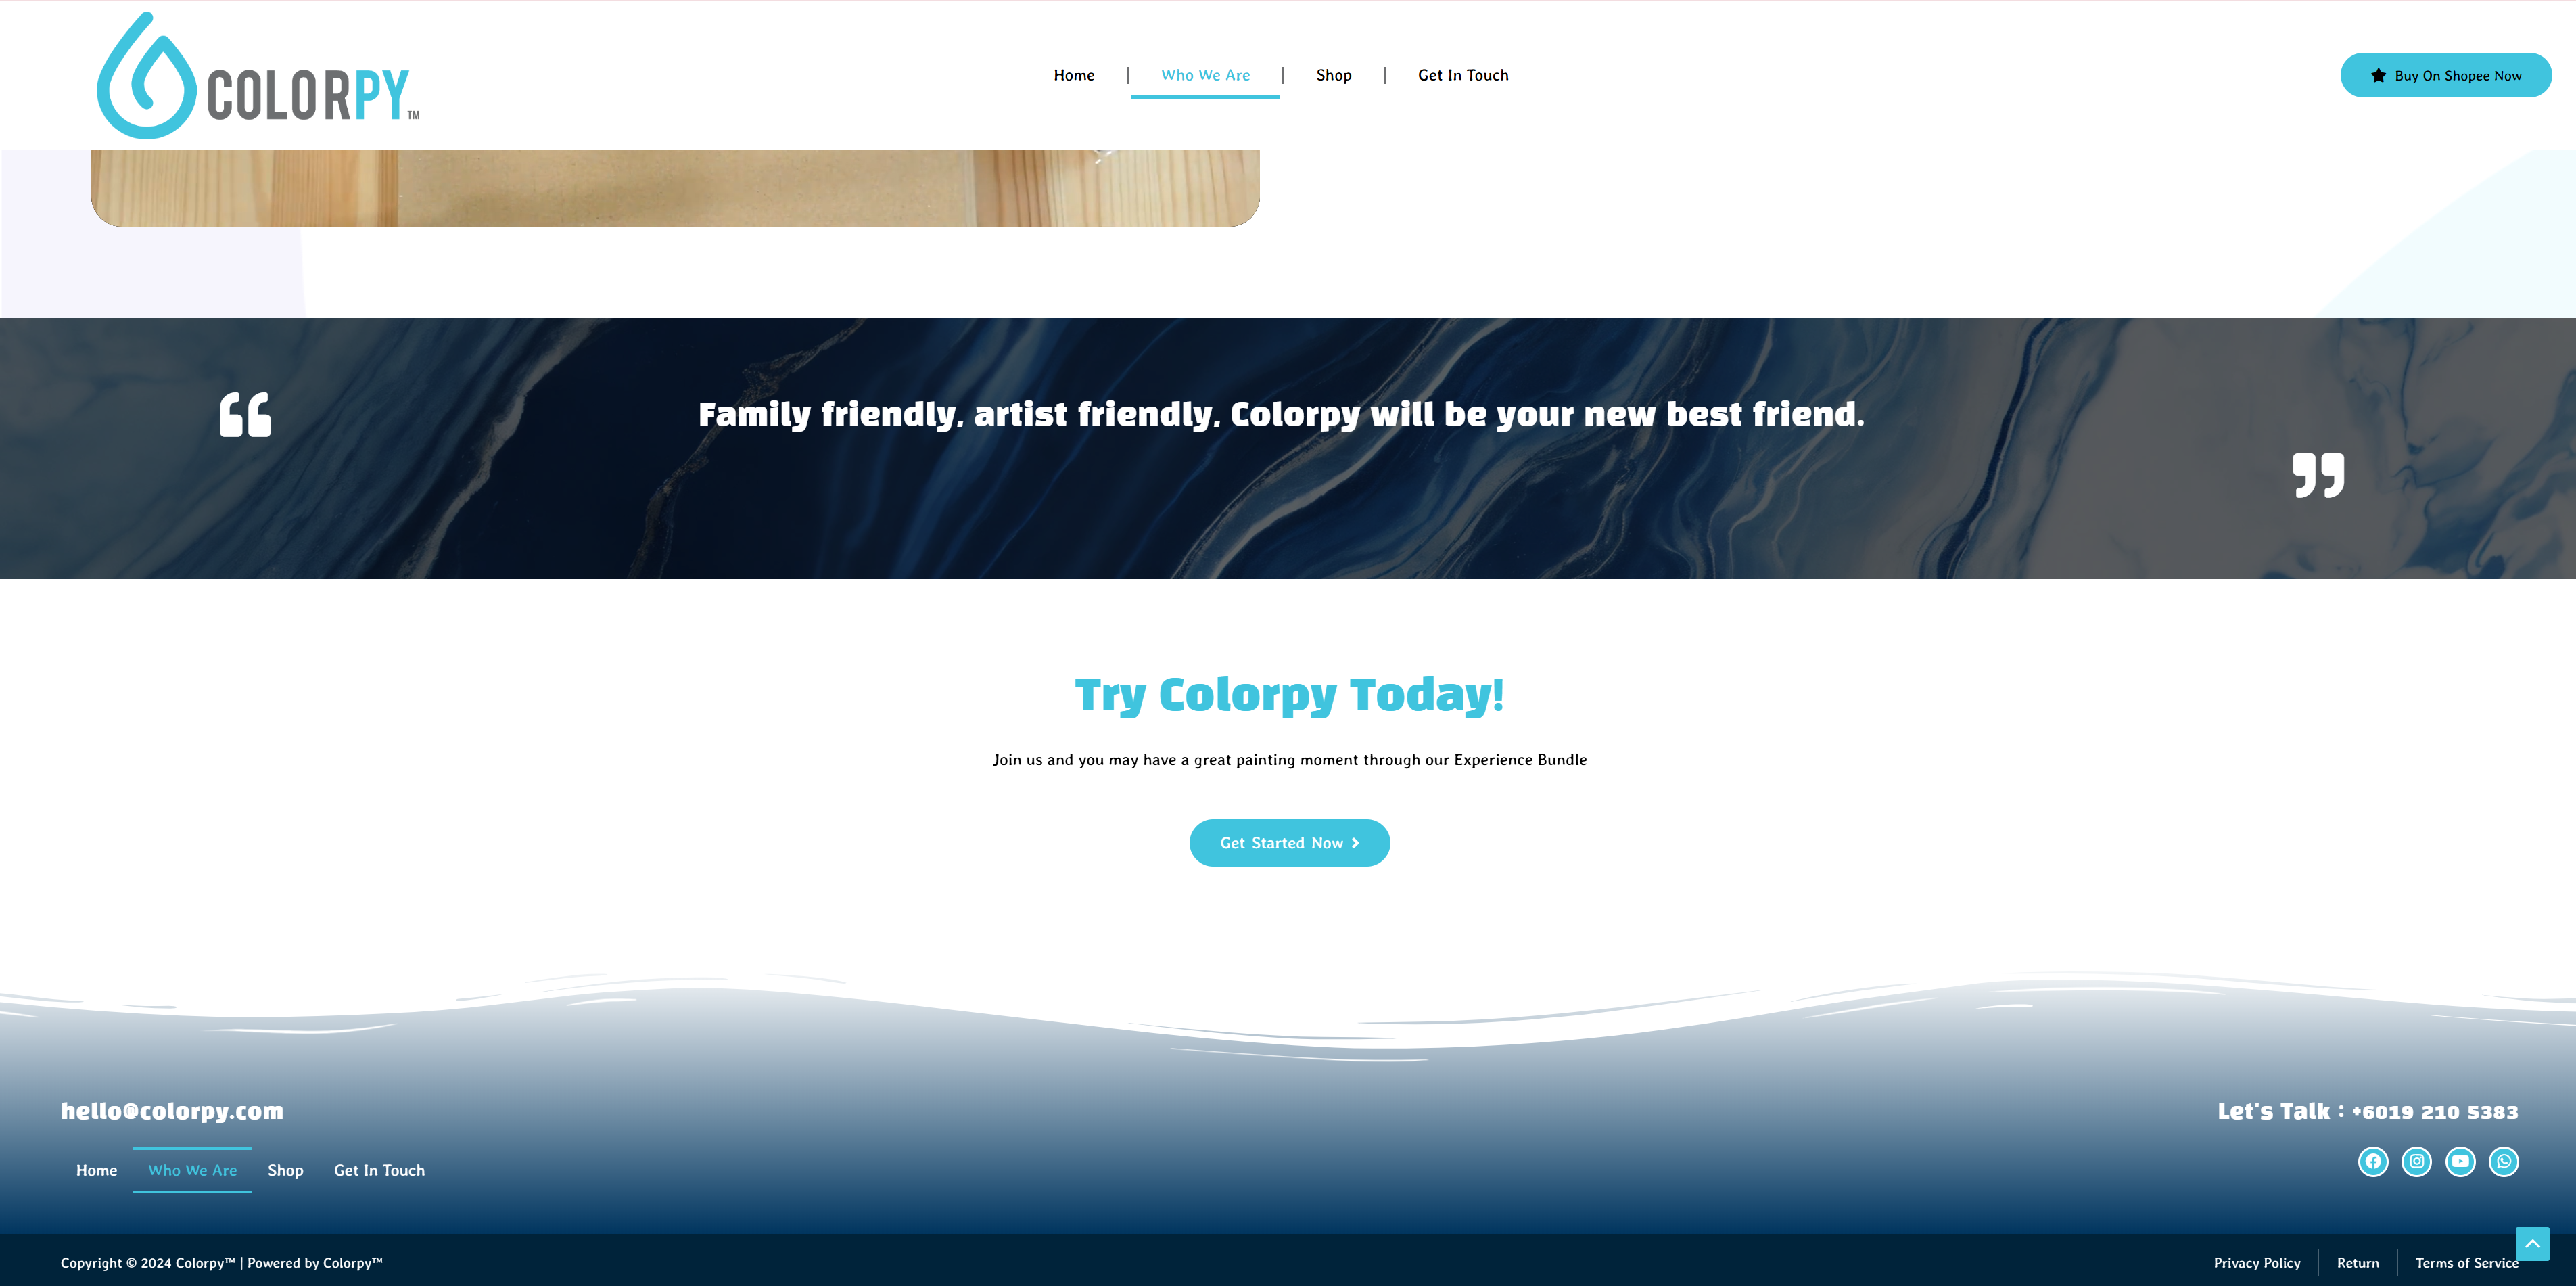 COLORPY™
Home | Who We Are | Shop | Get In Touch
Buy On Shopee Now
“
Family friendly, artist friendly, Colorpy will be your new best friend.
”
Try Colorpy Today!
Join us and you may have a great painting moment through our Experience Bundle
Get Started Now
hello@colorpy.com
Let's Talk : +6019 210 5383
Home Who We Are Shop Get In Touch
Copyright © 2024 Colorpy™ | Powered by Colorpy™
Privacy Policy Return Terms of Service